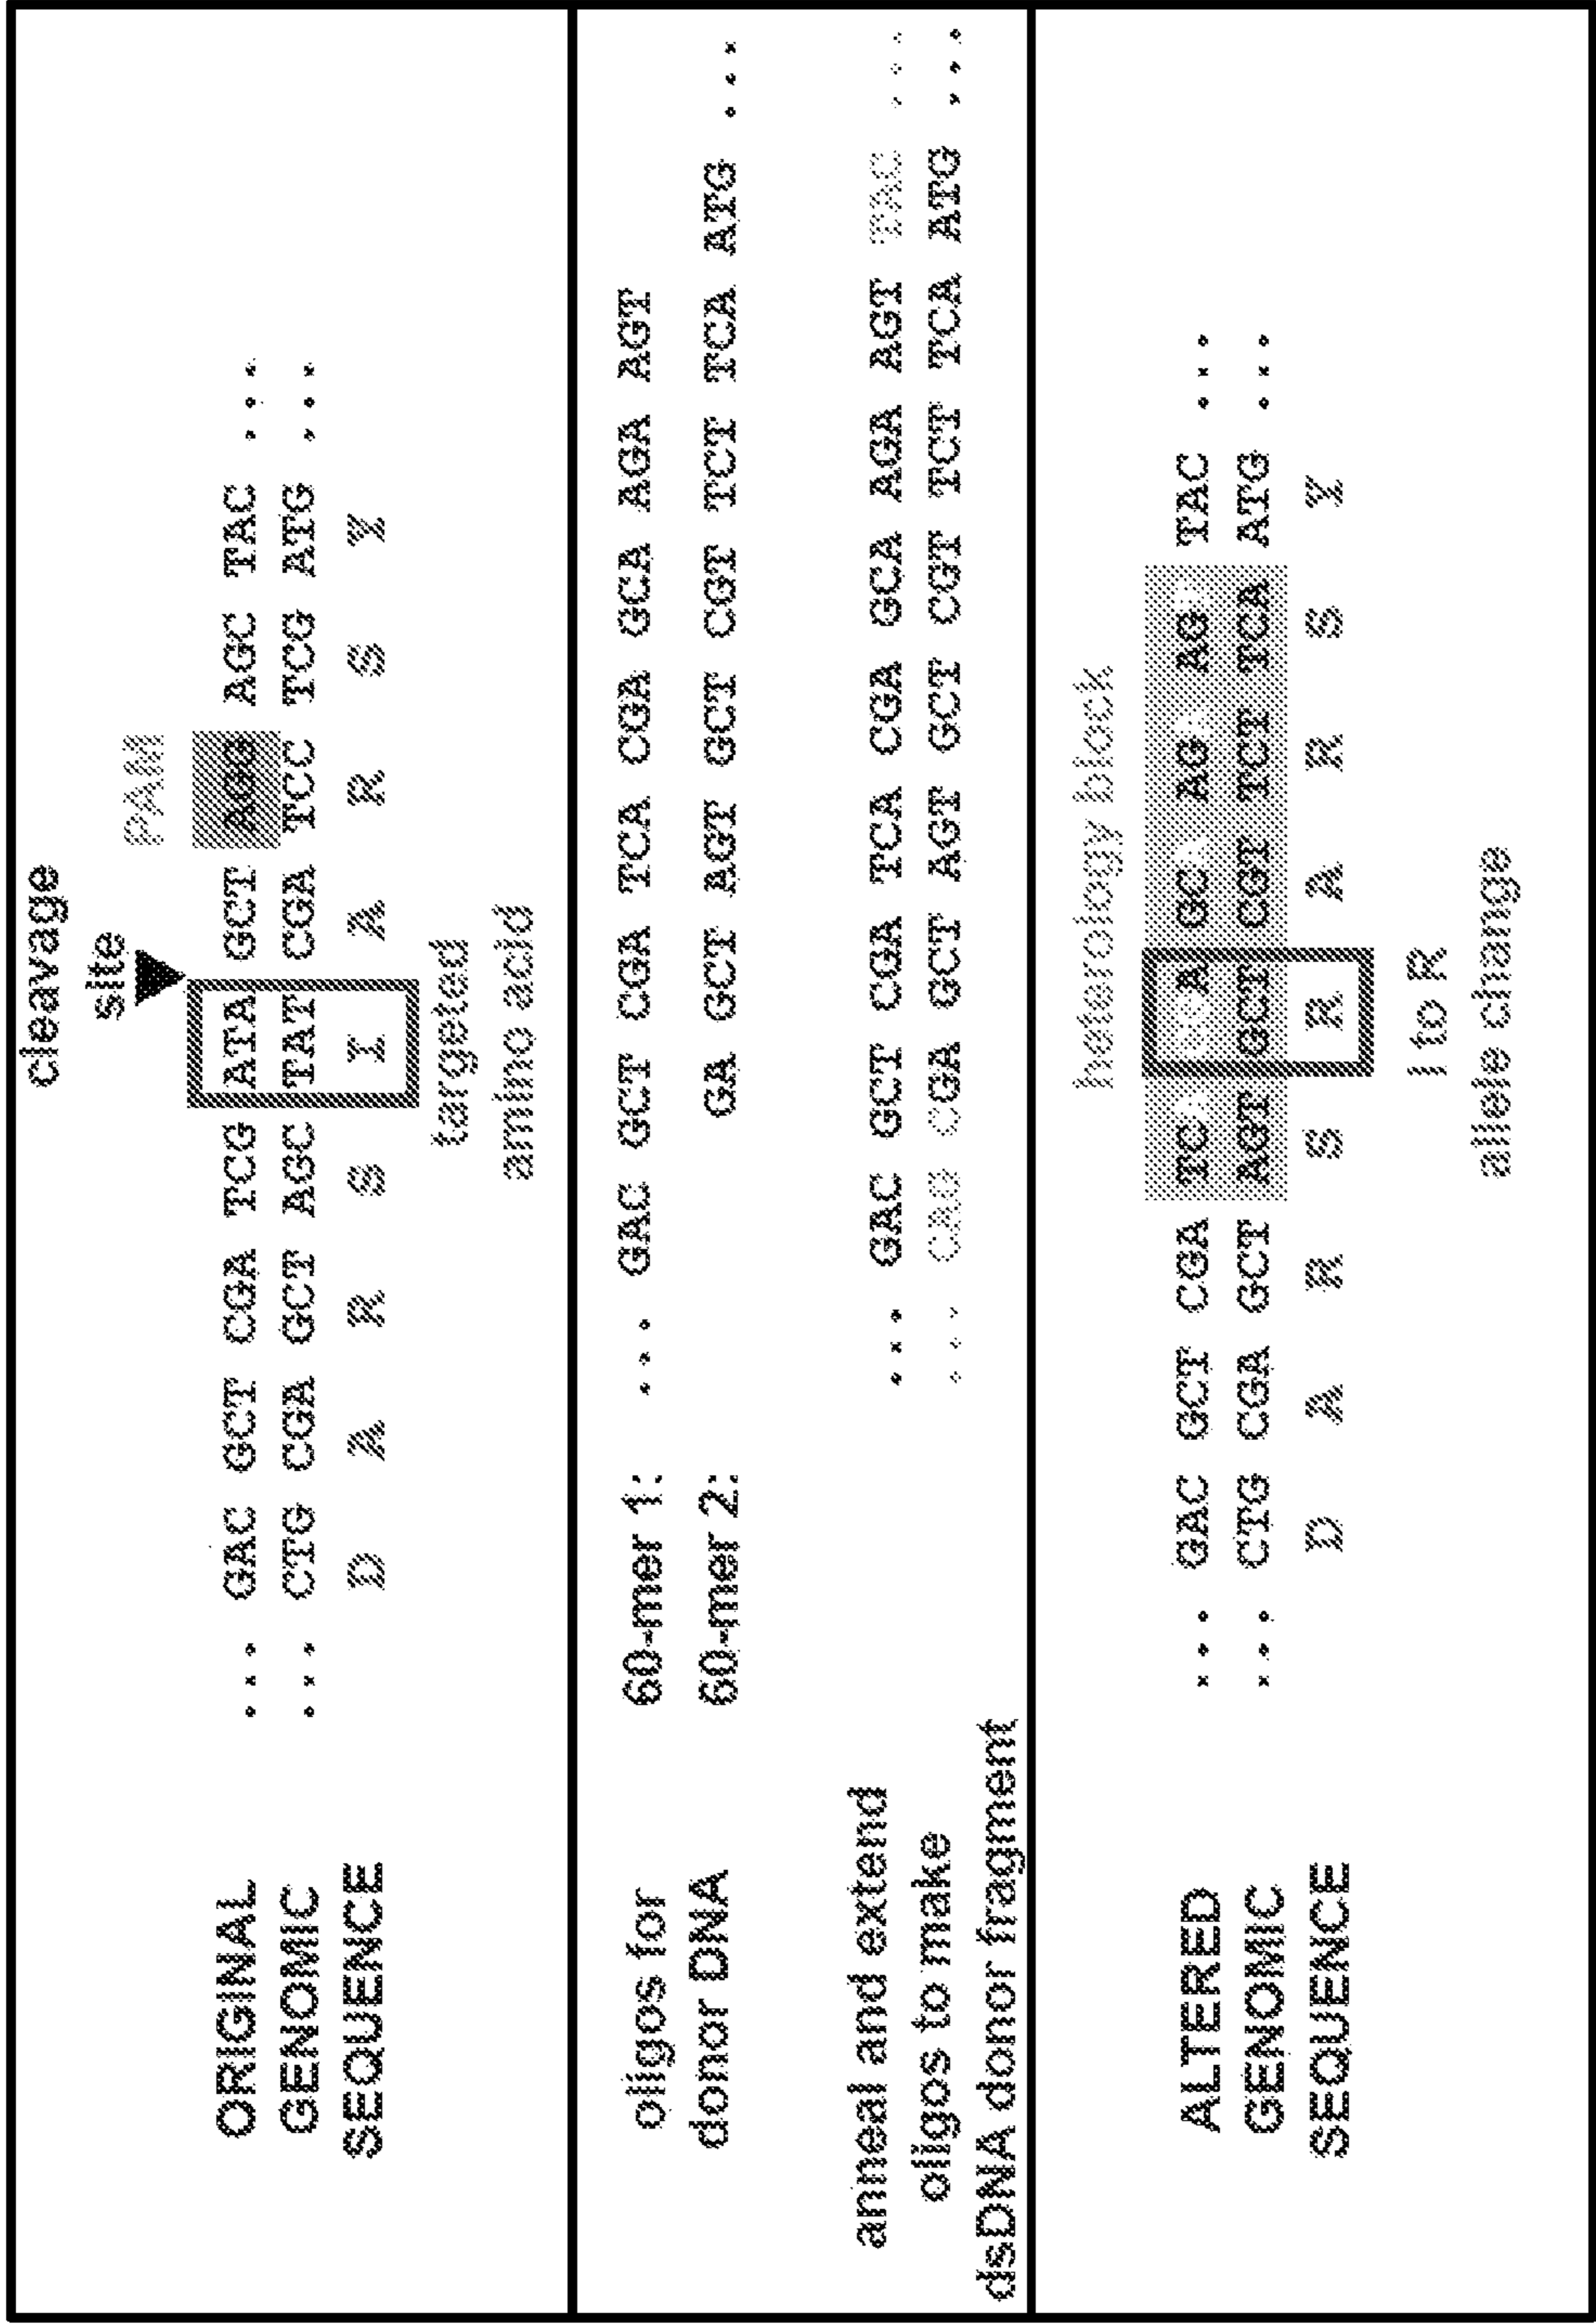 cleavage
site
PAM
ORIGINAL ... GAC GCT CGA TCG ATA GCT AGG AGC TAC ...
GENOMIC ... CTG CGA GCT AGC TAT CGA TCC TCG ATG ...
SEQUENCE D A R S I A R S Y
targeted
amino acid
oligos for 60-mer 1: ... GAC GCT CGA TCA CGA GCA AGA AGT
donor DNA 60-mer 2: GA GCT AGT GCT CGT TCT TCA ATG ...
anneal and extend ... GAC GCT CGA TCA CGA GCA AGA AGT TAC ...
oligos to make ... CAG CGA GCT AGT GCT CGT TCT TCA ATG ...
dsDNA donor fragment
heterology block
ALTERED ... GAC GCT CGA TC A GC AG AG TAC ...
GENOMIC ... CTG CGA GCT AGT GCT CGT TCT TCA ATG ...
SEQUENCE D A R S R A R S Y
I to R
allele change